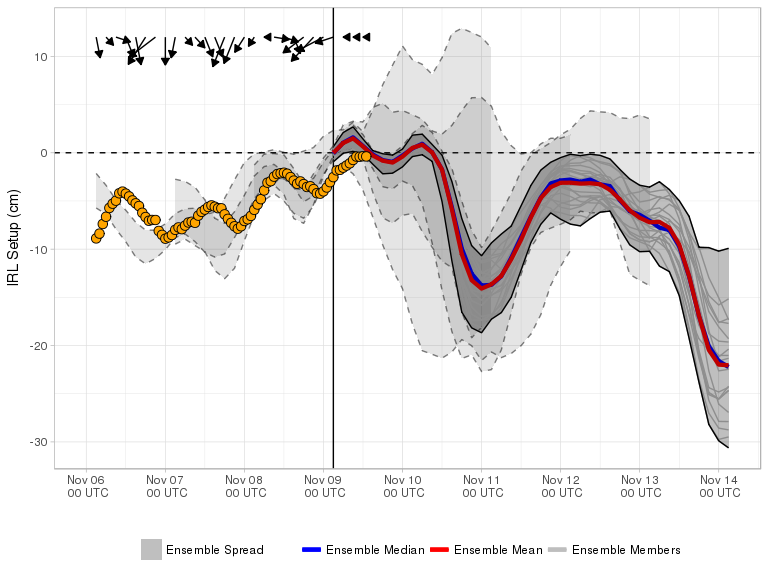 10
0
-10
-20
-30
IRL Setup (cm)
Nov 06 Nov 07 Nov 08 Nov 09 Nov 10 Nov 11 Nov 12 Nov 13 Nov 14
00 UTC 00 UTC 00 UTC 00 UTC 00 UTC 00 UTC 00 UTC 00 UTC 00 UTC
Ensemble Spread Ensemble Median Ensemble Mean Ensemble Members